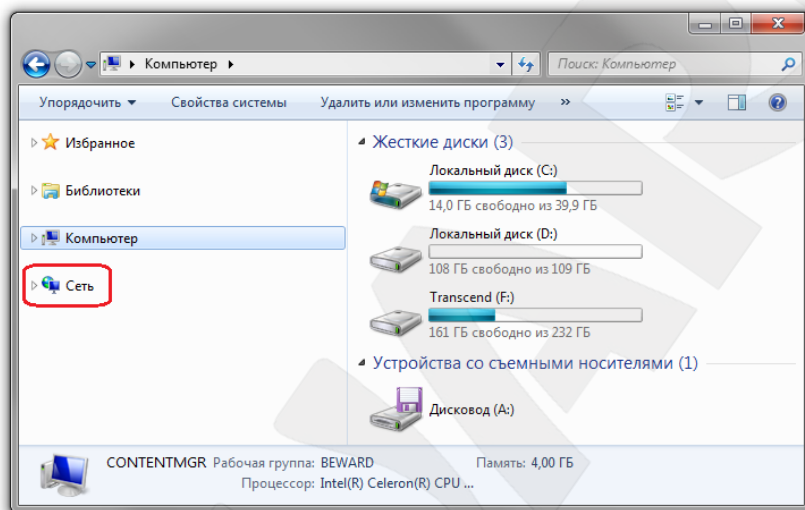 Компьютер
Поиск: Компьютер
Упорядочить
Свойства системы
Удалить или изменить программу
»
Избранное
Библиотеки
Компьютер
Сеть
Жесткие диски (3)
Локальный диск (C:)
14,0 ГБ свободно из 39,9 ГБ
Локальный диск (D:)
108 ГБ свободно из 109 ГБ
Transcend (F:)
161 ГБ свободно из 232 ГБ
Устройства со съемными носителями (1)
Дисковод (A:)
CONTENTMGR Рабочая группа: BEWARD Память: 4,00 ГБ
Процессор: Intel(R) Celeron(R) CPU ...